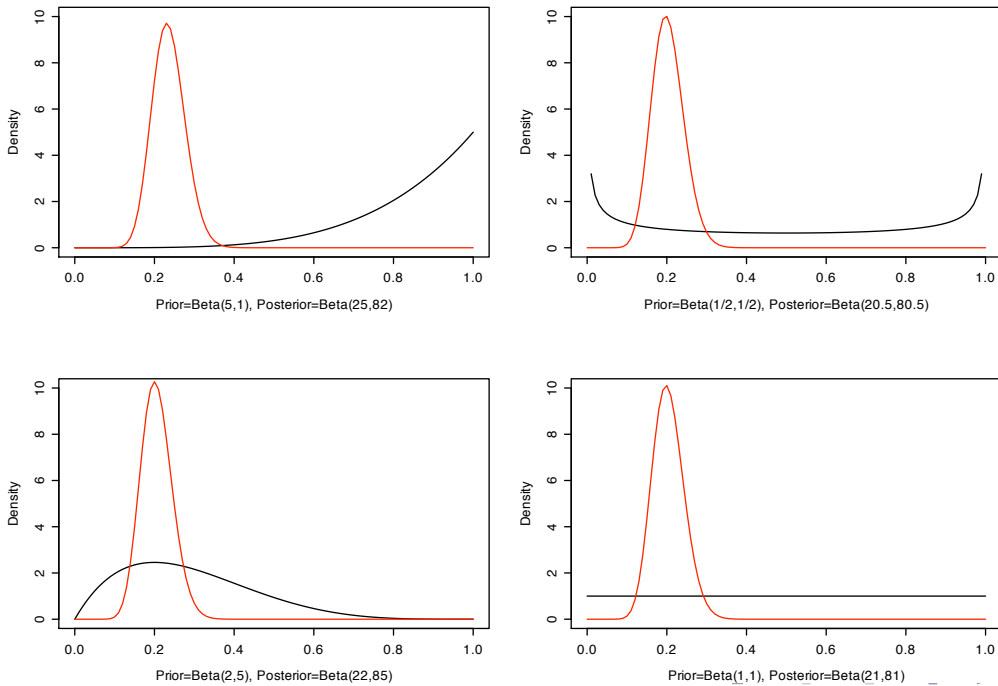 10
8
6
4
2
0
Density
0.0 0.2 0.4 0.6 0.8 1.0
Prior=Beta(5,1), Posterior=Beta(25,82)
10
8
6
4
2
0
Density
0.0 0.2 0.4 0.6 0.8 1.0
Prior=Beta(1/2,1/2), Posterior=Beta(20.5,80.5)
10
8
6
4
2
0
Density
0.0 0.2 0.4 0.6 0.8 1.0
Prior=Beta(2,5), Posterior=Beta(22,85)
10
8
6
4
2
0
Density
0.0 0.2 0.4 0.6 0.8 1.0
Prior=Beta(1,1), Posterior=Beta(21,81)